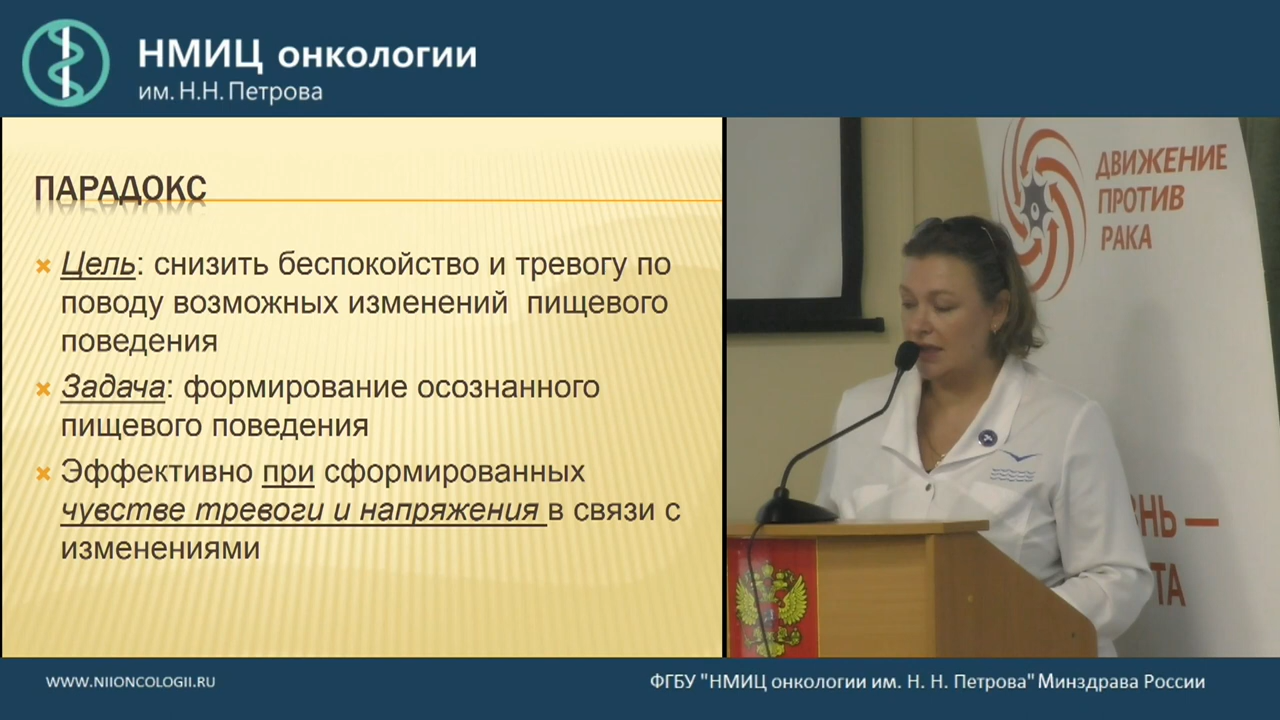 НМИЦ онкологии
им. Н.Н. Петрова
ПАРАДОКС
Цель: снизить беспокойство и тревогу по
поводу возможных изменений пищевого
поведения
Задача: формирование осознанного
пищевого поведения
Эффективно при сформированных
чувстве тревоги и напряжения в связи с
изменениями
ДВИЖЕНИЕ
ПРОТИВ
РАКА
WWW.NIIONCOLOGII.RU
ФГБУ "НМИЦ онкологии им. Н. Н. Петрова" Минздрава России